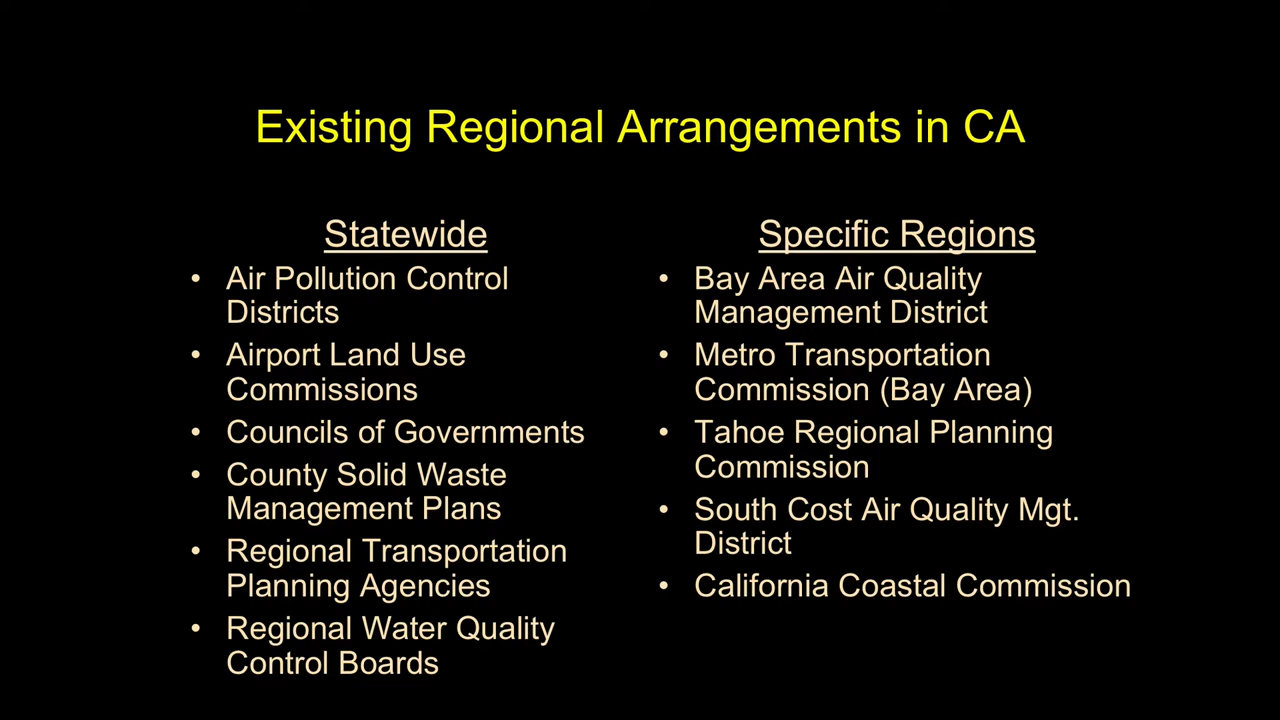 Existing Regional Arrangements in CA
Statewide
• Air Pollution Control
Districts
• Airport Land Use
Commissions
• Councils of Governments
• County Solid Waste
Management Plans
• Regional Transportation
Planning Agencies
• Regional Water Quality
Control Boards
Specific Regions
• Bay Area Air Quality
Management District
• Metro Transportation
Commission (Bay Area)
• Tahoe Regional Planning
Commission
• South Cost Air Quality Mgt.
District
• California Coastal Commission